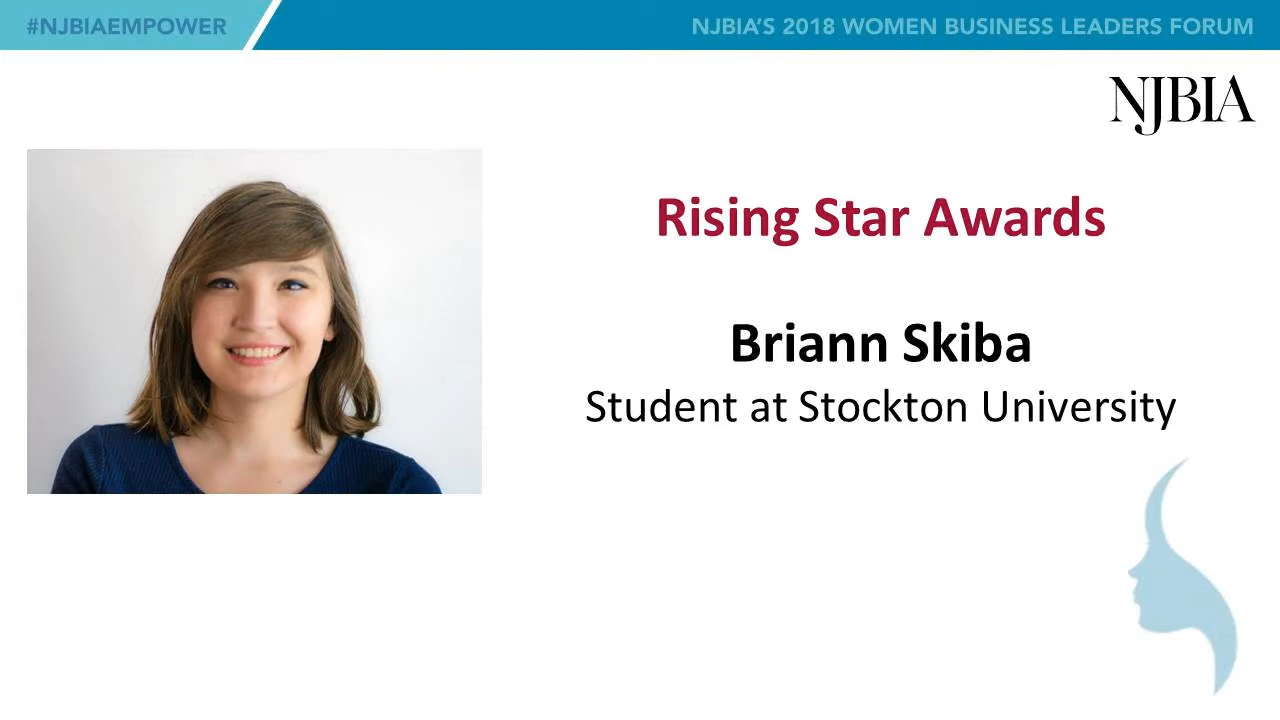 #NJBIAEMPOWER
NJBIA'S 2018 WOMEN BUSINESS LEADERS FORUM
NJBIA
Rising Star Awards
Briann Skiba
Student at Stockton University